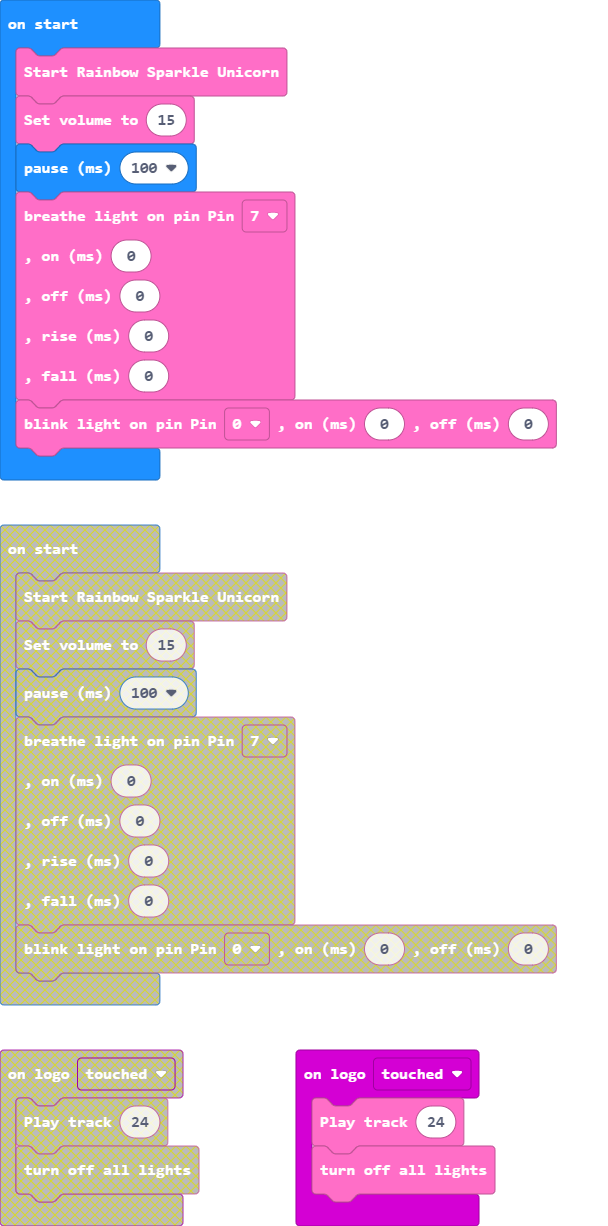 on start
Start Rainbow Sparkle Unicorn
Set volume to 15
pause (ms) 100
breathe light on pin Pin 7
, on (ms) 0
, off (ms) 0
, rise (ms) 0
, fall (ms) 0
blink light on pin Pin 0 , on (ms) 0 , off (ms) 0
on start
Start Rainbow Sparkle Unicorn
Set volume to 15
pause (ms) 100
breathe light on pin Pin 7
, on (ms) 0
, off (ms) 0
, rise (ms) 0
, fall (ms) 0
blink light on pin Pin 0 , on (ms) 0 , off (ms) 0
on logo touched
Play track 24
turn off all lights
on logo touched
Play track 24
turn off all lights